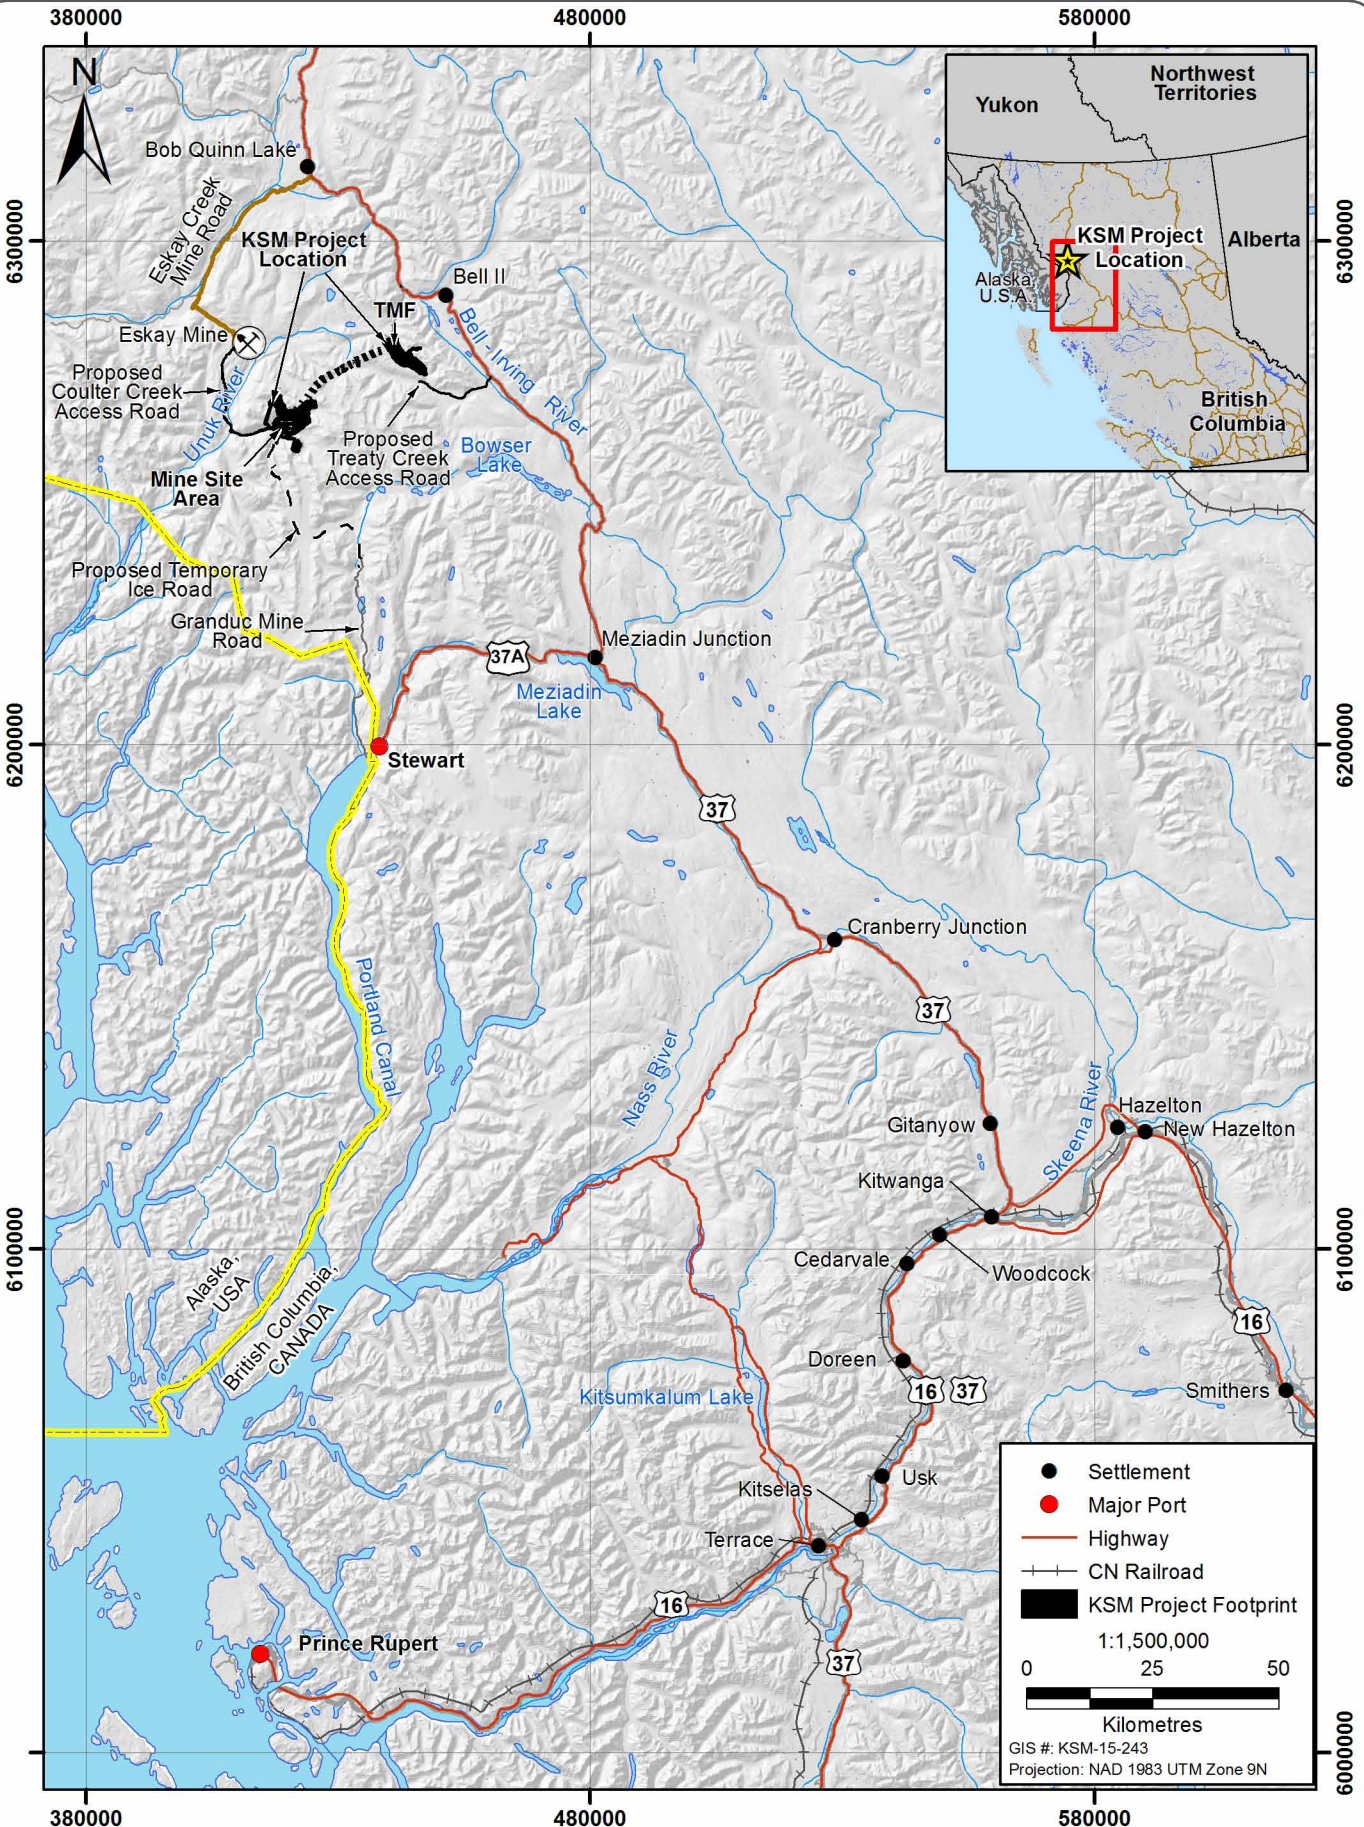 380000
480000
580000
N
Northwest
Territories
Yukon
Bob Quinn Lake
Eskay Creek
Mine Road
6300000
6300000
KSM Project
Location
KSM Project
Location
Alberta
Alaska,
U.S.A.
Bell II
TMF
Bell - Irving River
Eskay Mine
Proposed
Coulter Creek
Access Road
Unuk River
British
Columbia
Proposed
Treaty Creek
Access Road
Bowser
Lake
Mine Site
Area
Proposed Temporary
Ice Road
Granduc Mine
Road
Meziadin Junction
37A
Meziadin
Lake
6200000
6200000
Stewart
37
Cranberry Junction
Portland Canal
37
Nass River
Skeena River
Hazelton
New Hazelton
Gitanyow
Kitwanga
6100000
6100000
Cedarvale
Woodcock
Alaska,
USA
British Columbia,
CANADA
16
Doreen
16
37
Smithers
Kitsumkalum Lake
Usk
Kitselas
Terrace
16
Prince Rupert
37
Settlement
Major Port
Highway
CN Railroad
KSM Project Footprint
1:1,500,000
0 25 50
Kilometres
GIS #: KSM-15-243
Projection: NAD 1983 UTM Zone 9N
6000000
380000
480000
580000